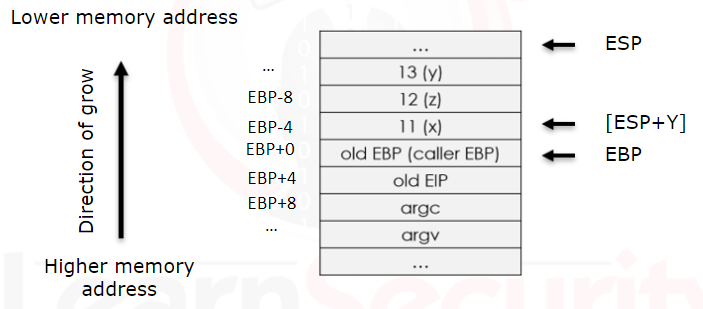 Lower memory address
... ESP
... 13 (y)
EBP-8 12 (z)
EBP-4 11 (x) [ESP+Y]
EBP+0 old EBP (caller EBP) EBP
EBP+4 old EIP
EBP+8 argc
... argv
...
Direction of grow
Higher memory
address
LearnSecurity